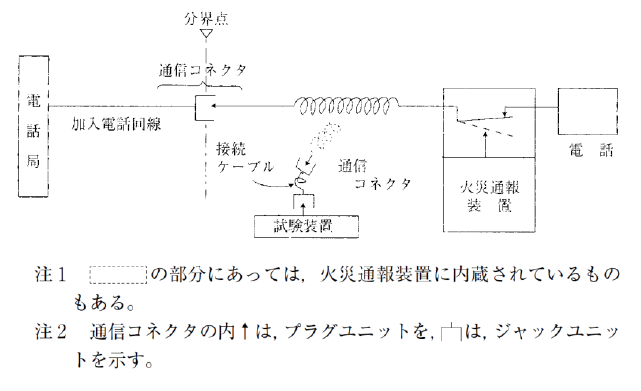 分界点
通信コネクタ
電話局
加入電話回線
接続
ケーブル
通信
コネクタ
試験装置
火災通報
装置
電話
注1 の部分にあっては，火災通報装置に内蔵されているもの
もある。
注2 通信コネクタの内↑は，プラグユニットを，は，ジャックユニッ
トを示す。